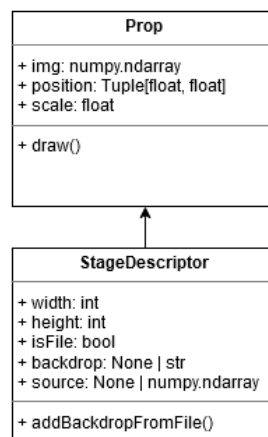 Prop
+ img: numpy.ndarray
+ position: Tuple[float, float]
+ scale: float
+ draw()
StageDescriptor
+ width: int
+ height: int
+ isFile: bool
+ backdrop: None | str
+ source: None | numpy.ndarray
+ addBackdropFromFile()